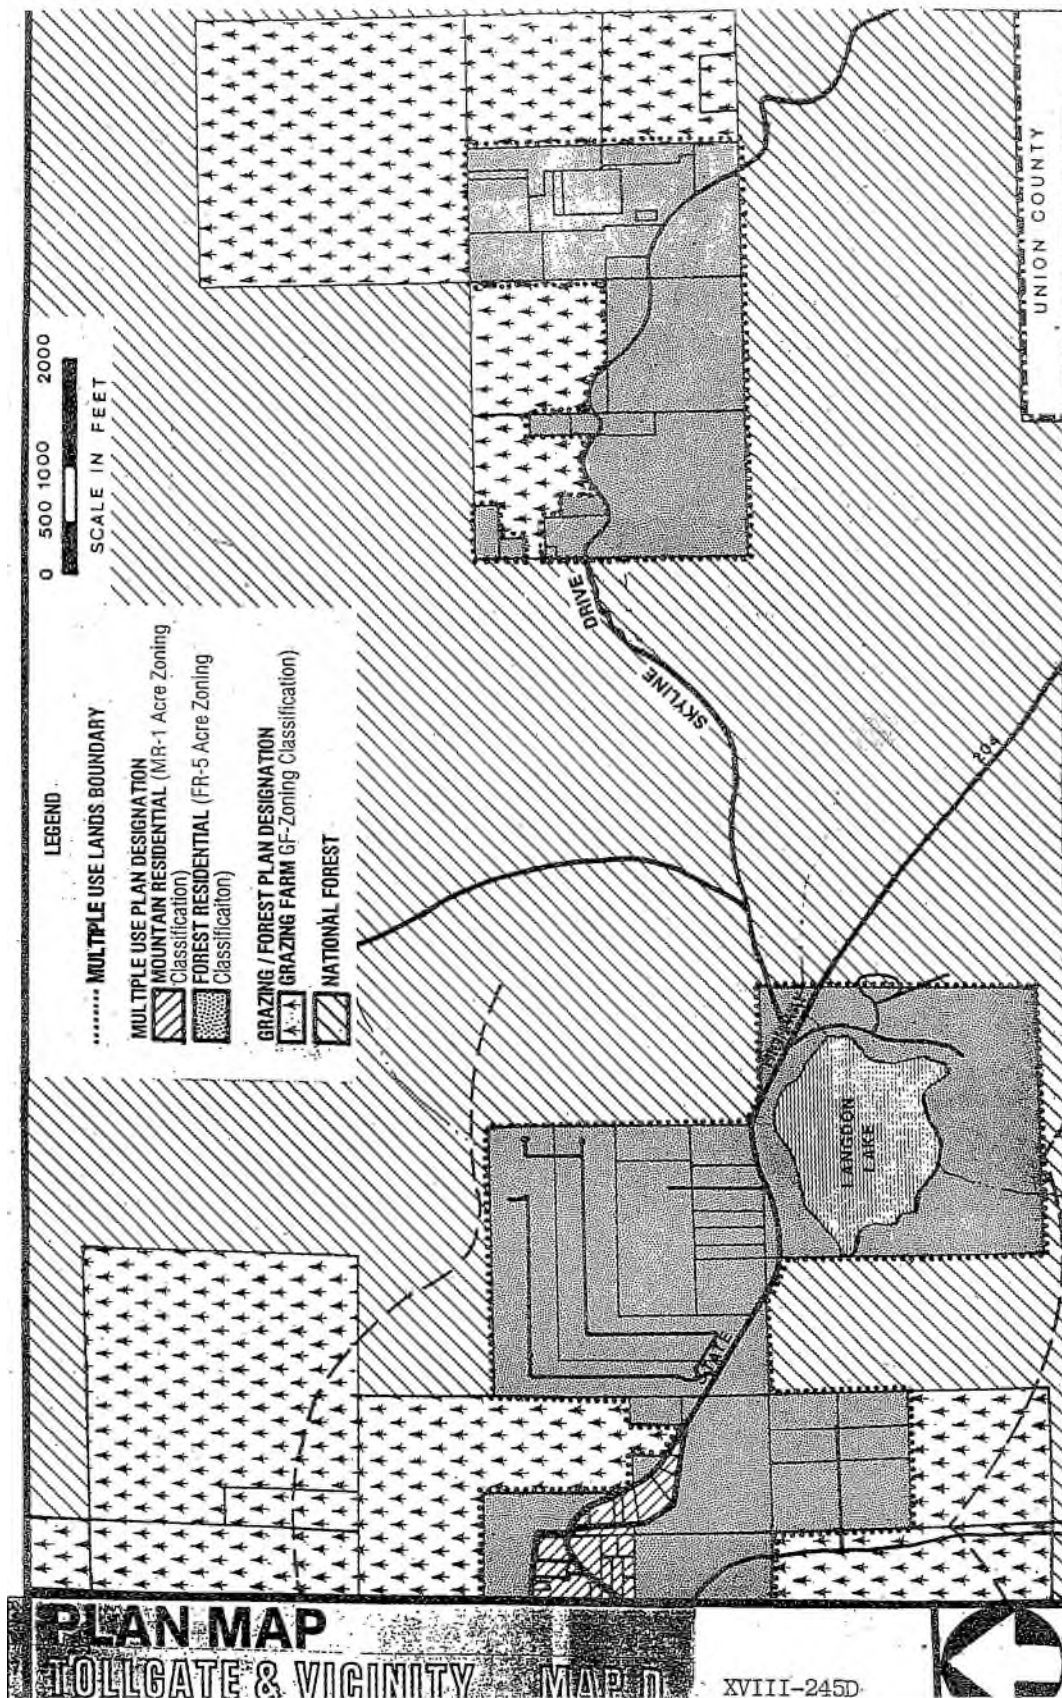 PLAN MAP
TOLLGATE & VICINITY MAP D
XVIII-245D
LEGEND
MULTIPLE USE LANDS BOUNDARY
MULTIPLE USE PLAN DESIGNATION
MOUNTAIN RESIDENTIAL (MR-1 Acre Zoning
Classification)
FOREST RESIDENTIAL (FR-5 Acre Zoning
Classificaiton)
GRAZING / FOREST PLAN DESIGNATION
GRAZING FARM GF-Zoning Classification)
NATIONAL FOREST
0 500 1000 2000
SCALE IN FEET
STATE
HIGHWAY
204
SKYLINE
DRIVE
LANGDON
LAKE
UNION COUNTY